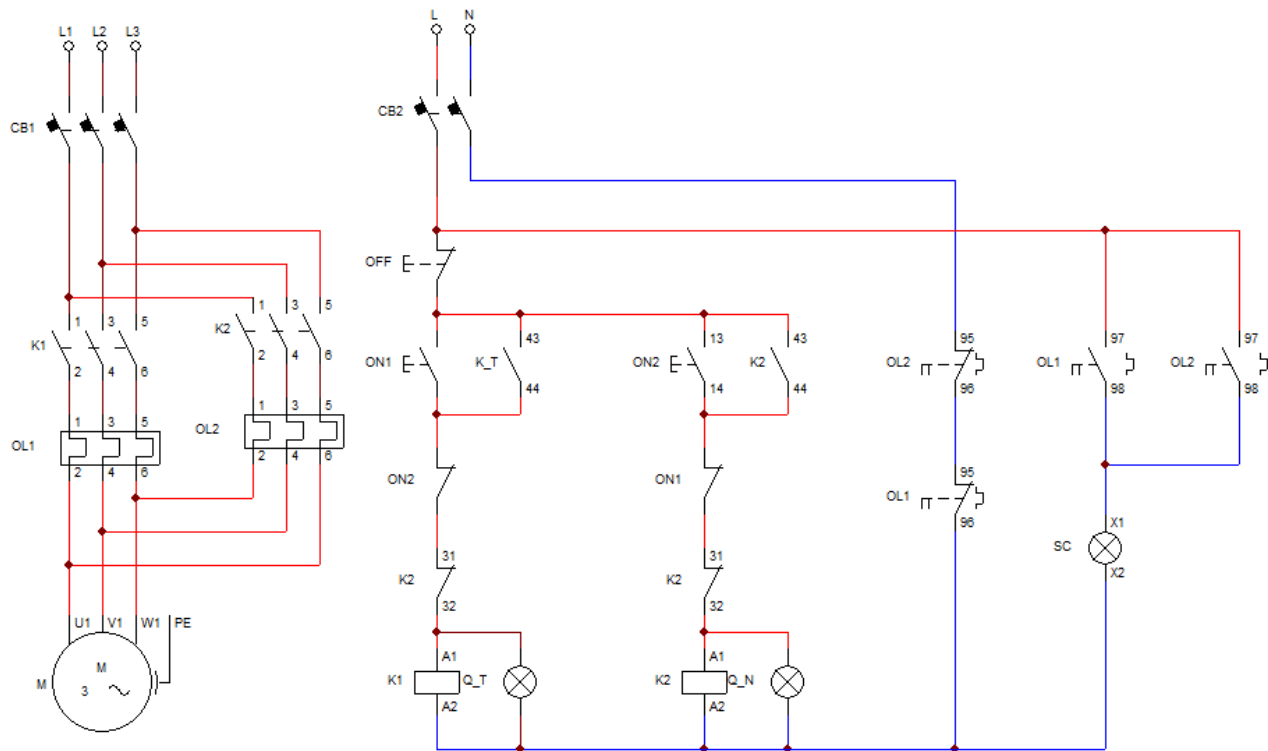 L1 L2 L3
L N
CB1
CB2
OFF
1 3 5
K1
2 4 6
1 3 5
K2
2 4 6
1 3 5
OL1
2 4 6
1 3 5
OL2
2 4 6
U1 V1 W1 PE
M
M
3
ON1
43
K_T
44
13
ON2
14
43
K2
44
ON2
ON1
31
K2
32
31
K2
32
A1
K1
A2
Q_T
A1
K2
A2
Q_N
95
OL2
96
95
OL1
96
97
OL1
98
97
OL2
98
X1
SC
X2